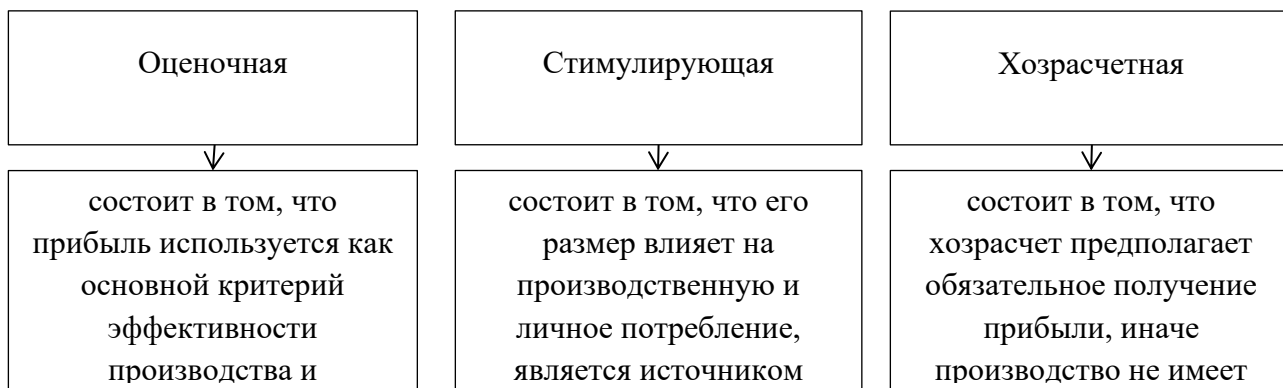 Оценочная
Стимулирующая
Хозрасчетная
состоит в том, что
прибыль используется как
основной критерий
эффективности
производства и
состоит в том, что его
размер влияет на
производственную и
личное потребление,
является источником
состоит в том, что
хозрасчет предполагает
обязательное получение
прибыли, иначе
производство не имеет